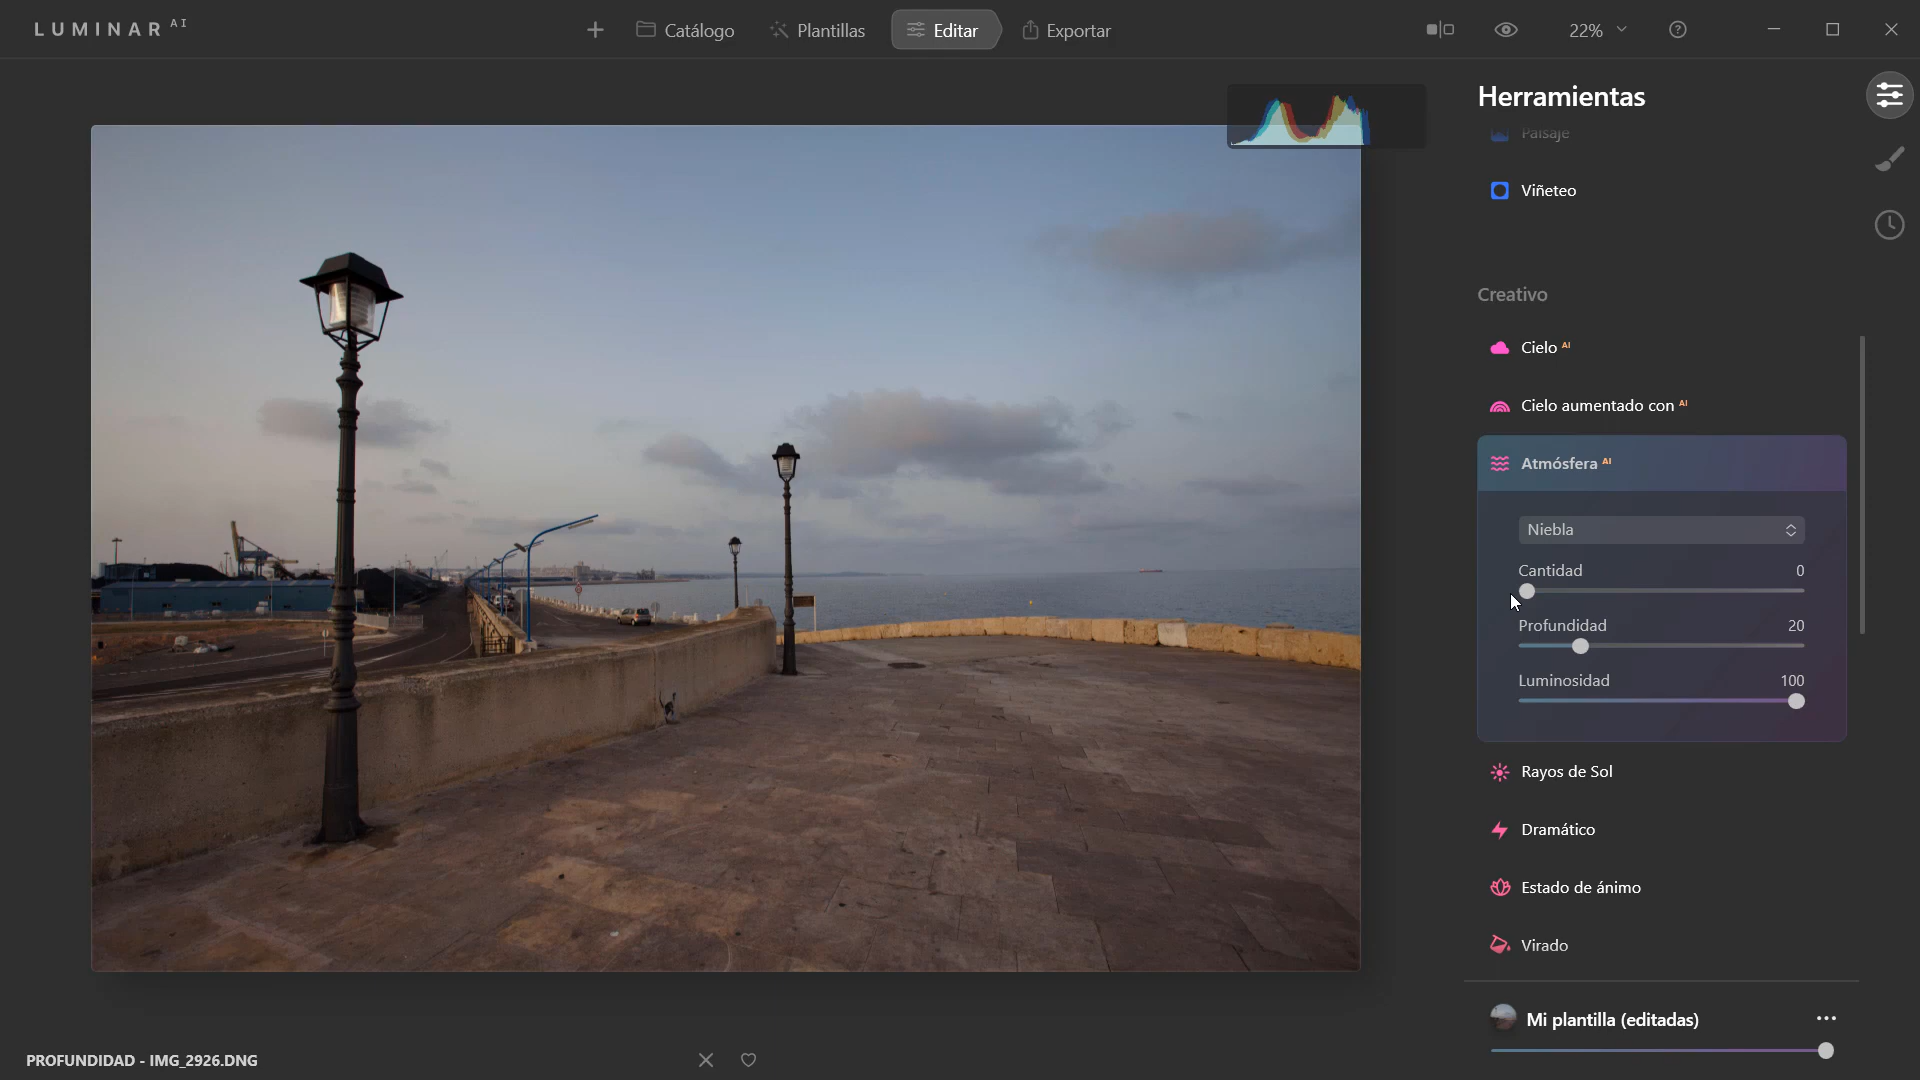 LUMINAR AI
Catálogo
Plantillas
Editar
Exportar
22%
Herramientas
Paisaje
Viñeteo
Creativo
Cielo AI
Cielo aumentado con AI
Atmósfera AI
Niebla
Cantidad 0
Profundidad 20
Luminosidad 100
Rayos de Sol
Dramático
Estado de ánimo
Virado
Mi plantilla (editadas)
PROFUNDIDAD - IMG_2926.DNG